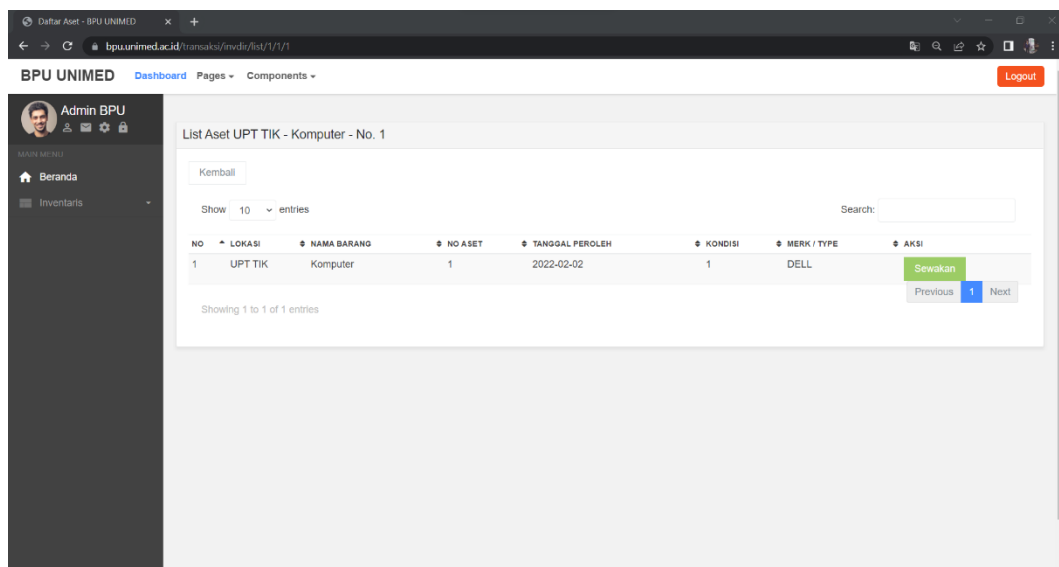 Daftar Aset - BPU UNIMED
bpu.unimed.ac.id/transaksi/invdir/list/1/1/1
BPU UNIMED Dashboard Pages Components Logout
Admin BPU
MAIN MENU
Beranda
Inventaris
List Aset UPT TIK - Komputer - No. 1
Kembali
Show 10 entries Search:
NO LOKASI NAMA BARANG NO ASET TANGGAL PEROLEH KONDISI MERK / TYPE AKSI
1 UPT TIK Komputer 1 2022-02-02 1 DELL Sewakan
Previous 1 Next
Showing 1 to 1 of 1 entries